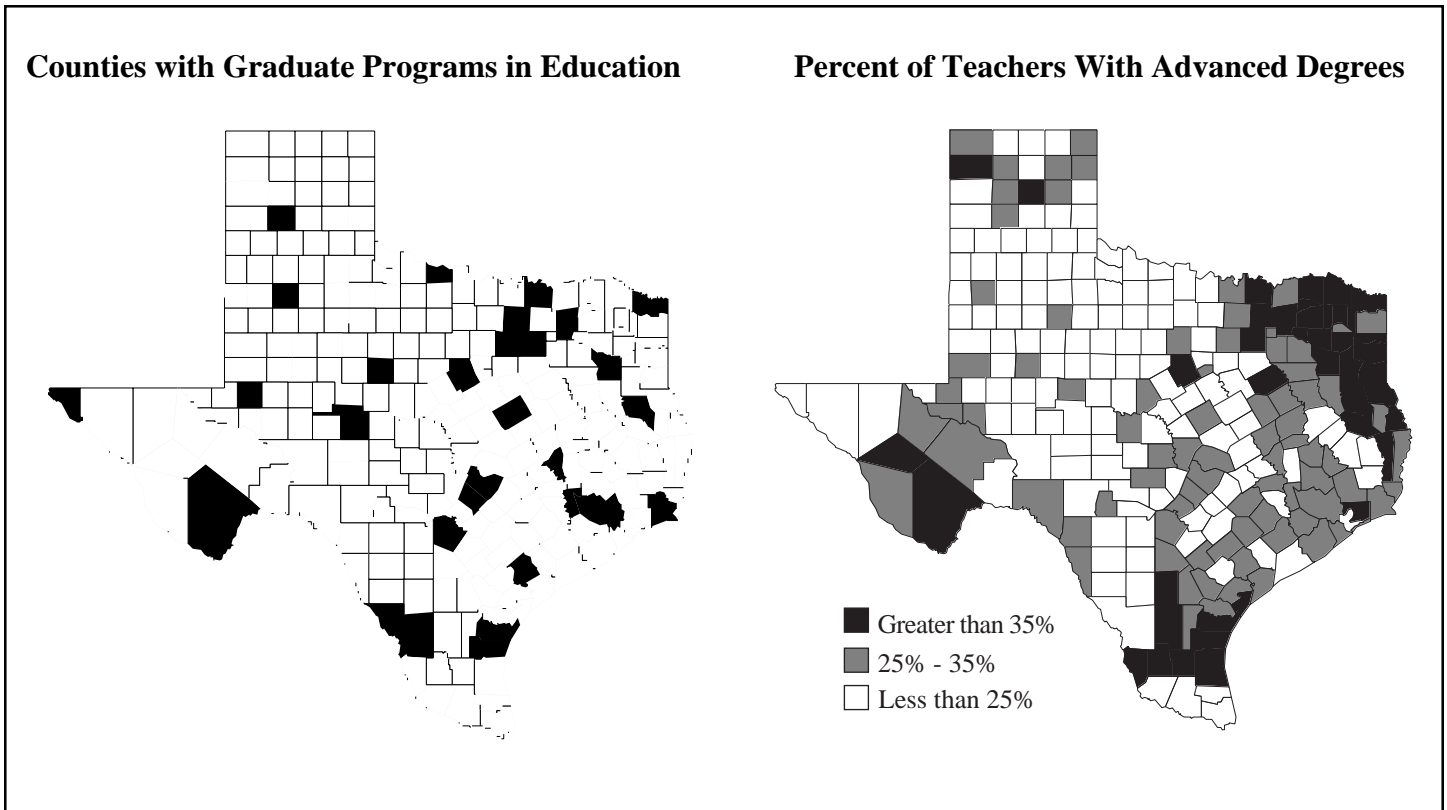 Counties with Graduate Programs in Education
Percent of Teachers With Advanced Degrees
Greater than 35%
25% - 35%
Less than 25%